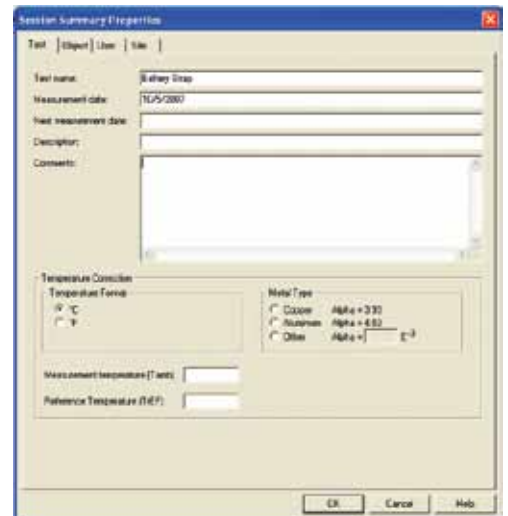 Session Summary Properties
Test Object User Site
Test name: Battery Strap
Measurement date: 10/5/2007
Next measurement date:
Description:
Comments:
Temperature Correction
Temperature Format
°C
°F
Metal Type
Copper Alpha = 3.93
Aluminum Alpha = 4.03
Other Alpha = E-3
Measurement temperature (Tamb):
Reference Temperature (TREF):
OK Cancel Help